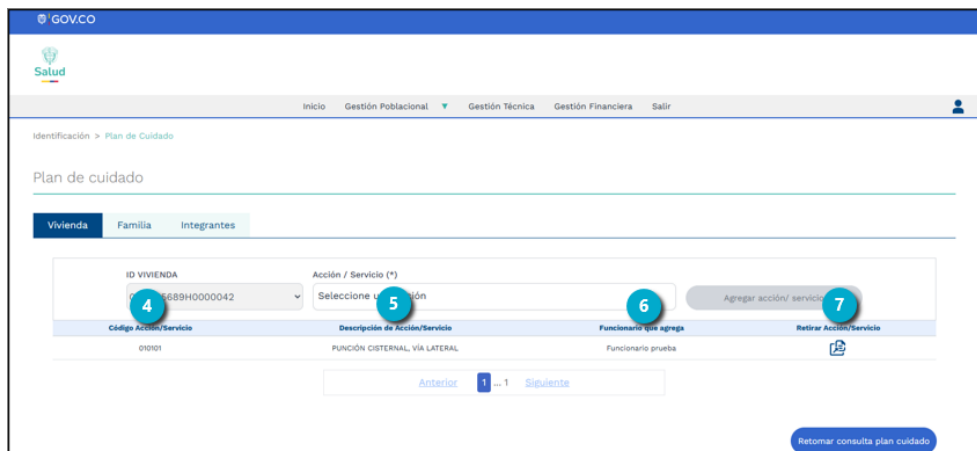 GOV.CO
Salud
Inicio Gestión Poblacional ▼ Gestión Técnica Gestión Financiera Salir
Identificación > Plan de Cuidado
Plan de cuidado
Vivienda Familia Integrantes
ID VIVIENDA Acción / Servicio (*)
689H0000042 Seleccione ción Agregar acción/ servicio
4 5 6 7
Código Acción/Servicio Descripción de Acción/Servicio Funcionario que agrega Retirar Acción/Servicio
010101 PUNCIÓN CISTERNAL, VÍA LATERAL Funcionario prueba
Anterior 1 ... 1 Siguiente
Retornar consulta plan cuidado